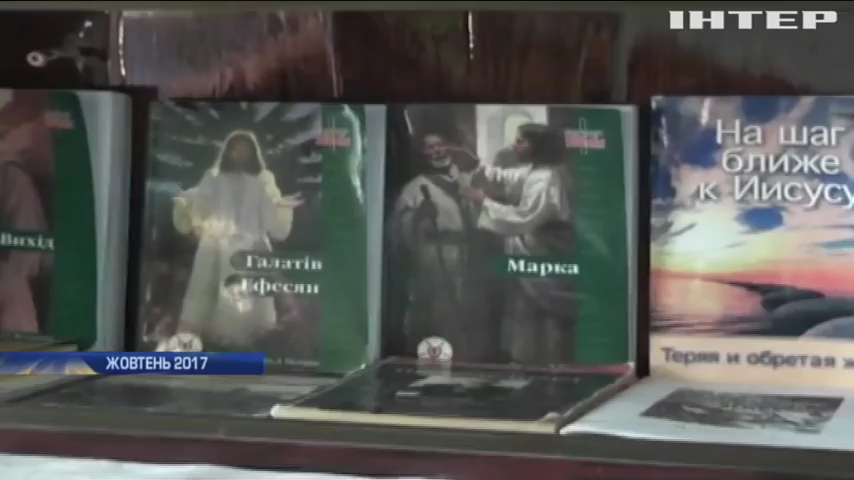 ІНТЕР
Вихід
Галатів
Ефесян
Марка
На шаг
ближе
к Иисусу
Теряя и обретая ж
ЖОВТЕНЬ 2017